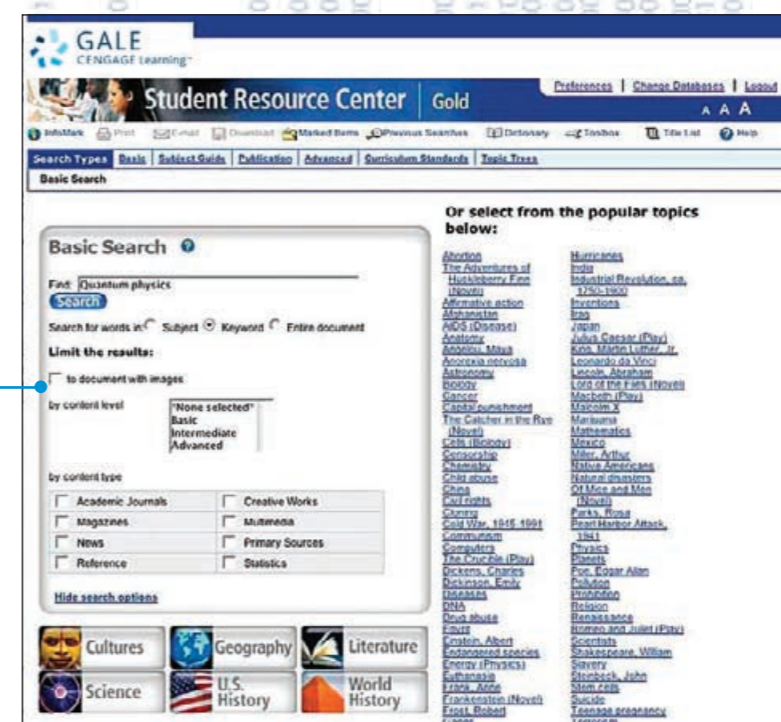 GALE
CENGAGE Learning™
Student Resource Center | Gold
Preferences | Change Databases | Logout
A A A
InfoMark Print E-mail Download Marked Items Previous Searches Dictionary Toolbox Title List Help
Search Types Basic Subject Guide Publication Advanced Curriculum Standards Topic Trees
Basic Search
Basic Search ?
Find: Quantum physics
Search
Search for words in: Subject Keyword Entire document
Limit the results:
to document with images
by content level
*None selected*
Basic
Intermediate
Advanced
by content type
Academic Journals Creative Works
Magazines Multimedia
News Primary Sources
Reference Statistics
Hide search options
Cultures Geography Literature
Science U.S. History World History
Or select from the popular topics
below:
Abortion
The Adventures of
Huckleberry Finn
(Novel)
Affirmative action
Afghanistan
AIDS (Disease)
Anatomy
Angelou, Maya
Anorexia nervosa
Astronomy
Biology
Cancer
Capital punishment
The Catcher in the Rye
(Novel)
Cells (Biology)
Censorship
Chemistry
Child abuse
China
Civil rights
Cloning
Cold War, 1945-1991
Communism
Computers
The Crucible (Play)
Dickens, Charles
Dickinson, Emily
Diseases
DNA
Drug abuse
Egypt
Einstein, Albert
Endangered species
Energy (Physics)
Euthanasia
Frank, Anne
Frankenstein (Novel)
Frost, Robert
Hurricanes
India
Industrial Revolution, ca.
1750-1900
Inventions
Iraq
Japan
Julius Caesar (Play)
King, Martin Luther, Jr.
Leonardo da Vinci
Lincoln, Abraham
Lord of the Flies (Novel)
Macbeth (Play)
Malcolm X
Marijuana
Mathematics
Mexico
Miller, Arthur
Native Americans
Natural disasters
Of Mice and Men
(Novel)
Parks, Rosa
Pearl Harbor Attack,
1941
Physics
Planets
Poe, Edgar Allan
Pollution
Prohibition
Religion
Renaissance
Romeo and Juliet (Play)
Scientists
Shakespeare, William
Slavery
Steinbeck, John
Stem cells
Suicide
Teenage pregnancy